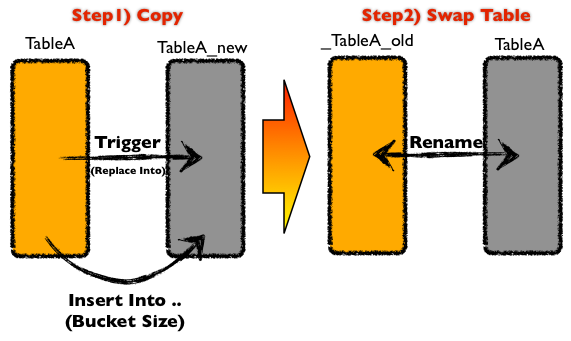 Step1) Copy
TableA
TableA_new
Trigger
(Replace Into)
Insert Into ..
(Bucket Size)
Step2) Swap Table
_TableA_old
TableA
Rename